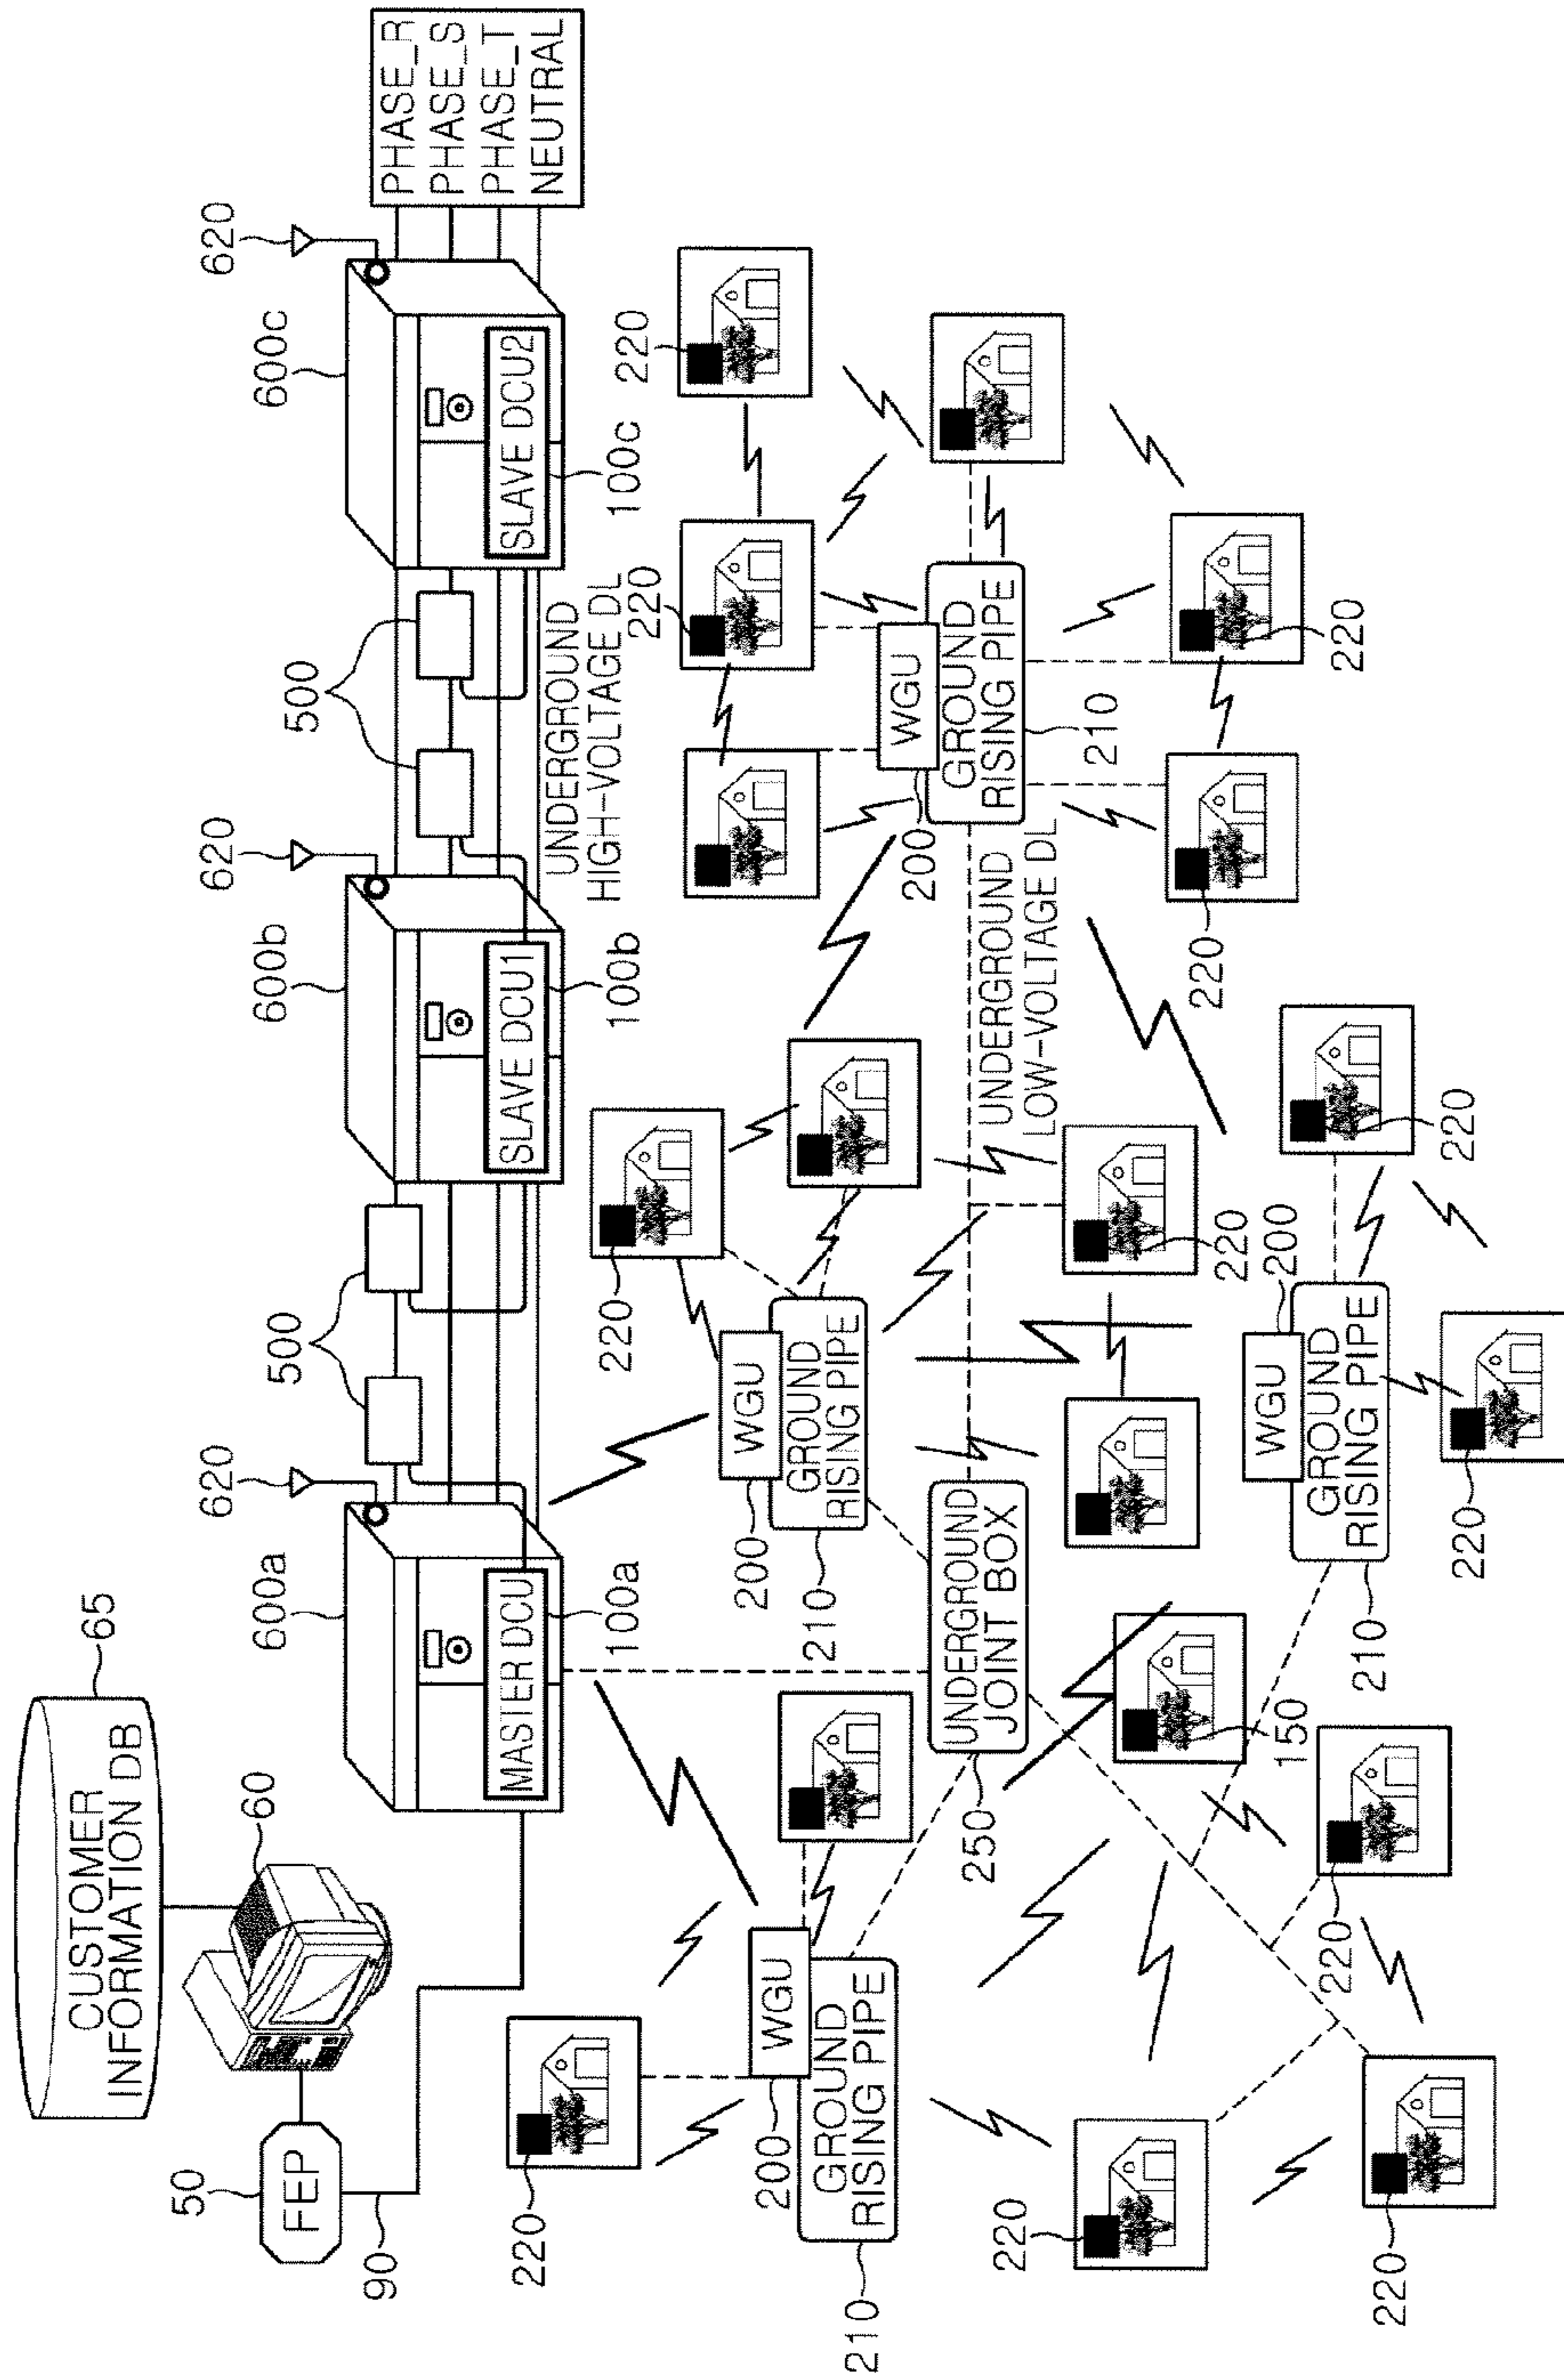 CUSTOMER
INFORMATION DB
65
60
50
FEP
90
600a
620
500
600b
620
500
600c
620
PHASE_R
PHASE_S
PHASE_T
NEUTRAL
MASTER DCU
100a
SLAVE DCU1
100b
SLAVE DCU2
100c
UNDERGROUND
HIGH-VOLTAGE DL
220
220
220
220
WGU
200
GROUND
RISING PIPE
210
WGU
200
GROUND
RISING PIPE
210
WGU
200
GROUND
RISING PIPE
210
UNDERGROUND
JOINT BOX
250
UNDERGROUND
LOW-VOLTAGE DL
220
220
220
150
220
WGU
200
GROUND
RISING PIPE
210
220
220
220
220